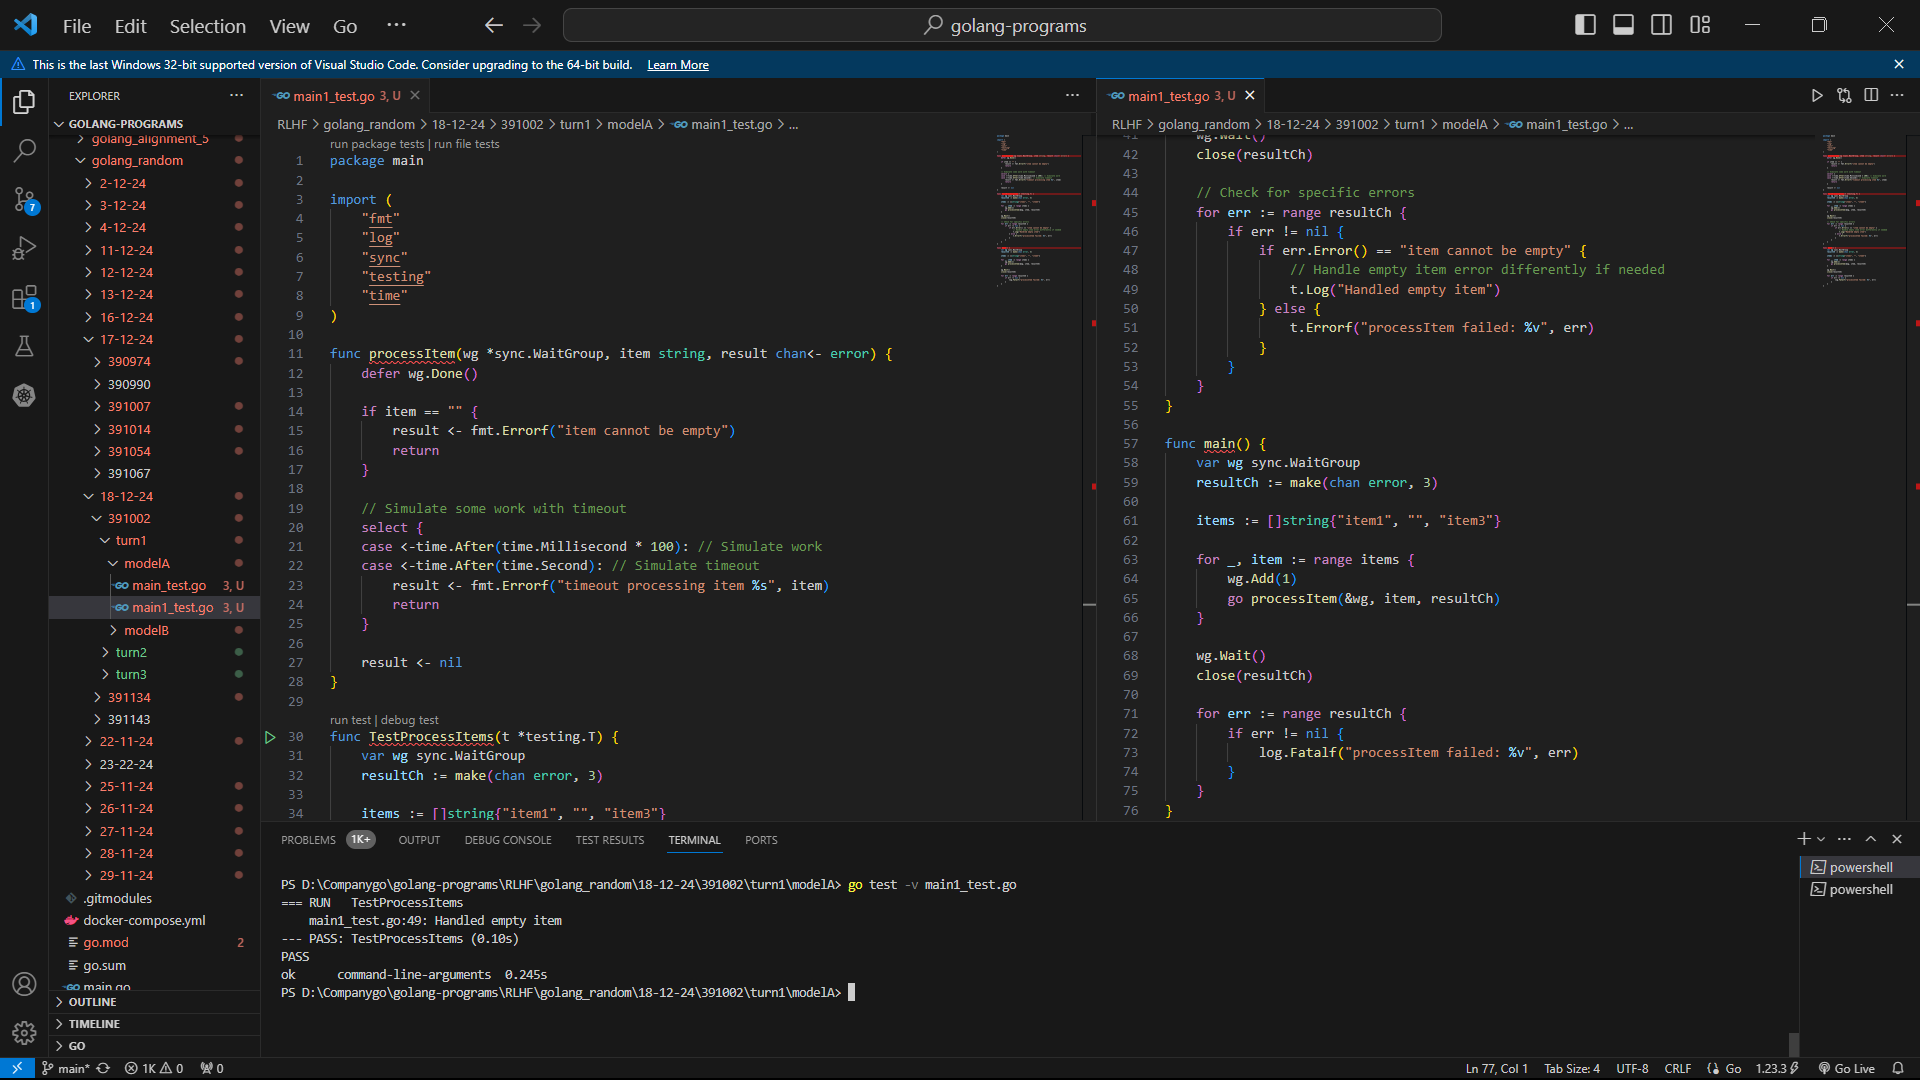 File Edit Selection View Go ···
golang-programs
This is the last Windows 32-bit supported version of Visual Studio Code. Consider upgrading to the 64-bit build. Learn More
EXPLORER
GOLANG-PROGRAMS
golang_alignment_5
golang_random
2-12-24
3-12-24
4-12-24
11-12-24
12-12-24
13-12-24
16-12-24
17-12-24
390974
390990
391007
391014
391054
391067
18-12-24
391002
turn1
modelA
main_test.go 3, U
main1_test.go 3, U
modelB
turn2
turn3
391134
391143
22-11-24
23-22-24
25-11-24
26-11-24
27-11-24
28-11-24
29-11-24
.gitmodules
docker-compose.yml
go.mod 2
go.sum
main.go
OUTLINE
TIMELINE
GO
7
1
main1_test.go 3, U
RLHF > golang_random > 18-12-24 > 391002 > turn1 > modelA > main1_test.go > ...
run package tests | run file tests
1 package main
2
3 import (
4 "fmt"
5 "log"
6 "sync"
7 "testing"
8 "time"
9 )
10
11 func processItem(wg *sync.WaitGroup, item string, result chan<- error) {
12 defer wg.Done()
13
14 if item == "" {
15 result <- fmt.Errorf("item cannot be empty")
16 return
17 }
18
19 // Simulate some work with timeout
20 select {
21 case <-time.After(time.Millisecond * 100): // Simulate work
22 case <-time.After(time.Second): // Simulate timeout
23 result <- fmt.Errorf("timeout processing item %s", item)
24 return
25 }
26
27 result <- nil
28 }
29
run test | debug test
30 func TestProcessItems(t *testing.T) {
31 var wg sync.WaitGroup
32 resultCh := make(chan error, 3)
33
34 items := []string{"item1", "", "item3"}
main1_test.go 3, U
RLHF > golang_random > 18-12-24 > 391002 > turn1 > modelA > main1_test.go > ...
41 wg.Wait()
42 close(resultCh)
43
44 // Check for specific errors
45 for err := range resultCh {
46 if err != nil {
47 if err.Error() == "item cannot be empty" {
48 // Handle empty item error differently if needed
49 t.Log("Handled empty item")
50 } else {
51 t.Errorf("processItem failed: %v", err)
52 }
53 }
54 }
55 }
56
57 func main() {
58 var wg sync.WaitGroup
59 resultCh := make(chan error, 3)
60
61 items := []string{"item1", "", "item3"}
62
63 for _, item := range items {
64 wg.Add(1)
65 go processItem(&wg, item, resultCh)
66 }
67
68 wg.Wait()
69 close(resultCh)
70
71 for err := range resultCh {
72 if err != nil {
73 log.Fatalf("processItem failed: %v", err)
74 }
75 }
76 }
PROBLEMS 1K+ OUTPUT DEBUG CONSOLE TEST RESULTS TERMINAL PORTS
PS D:\Companygo\golang-programs\RLHF\golang_random\18-12-24\391002\turn1\modelA> go test -v main1_test.go
=== RUN TestProcessItems
main1_test.go:49: Handled empty item
--- PASS: TestProcessItems (0.10s)
PASS
ok command-line-arguments 0.245s
PS D:\Companygo\golang-programs\RLHF\golang_random\18-12-24\391002\turn1\modelA>
powershell
powershell
main* 1K 0 0 Ln 77, Col 1 Tab Size: 4 UTF-8 CRLF Go 1.23.3 Go Live